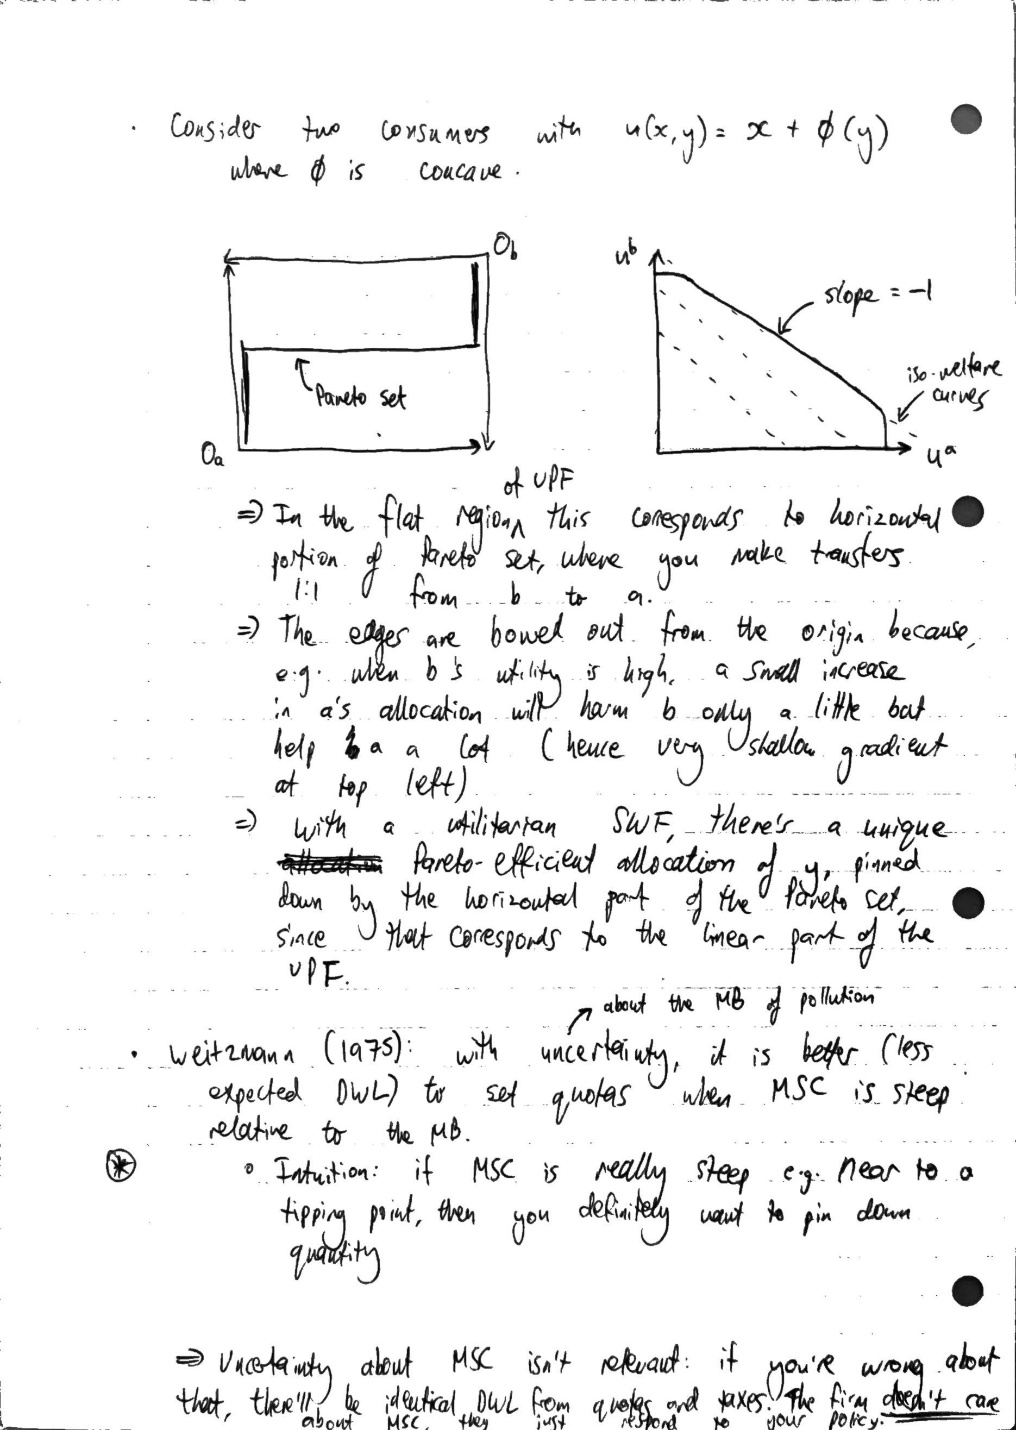 · Consider two consumers with u(x,y) = x + φ(y)
where φ is concave.
Ob
uᵇ
slope = -1
iso-welfare
curves
Pareto set
Oa
uᵃ
of UPF
⇒ In the flat region^ this corresponds to horizontal
portion of Pareto set, where you make transfers
1:1 from b to a.
⇒ The edges are bowed out from the origin because,
e.g. when b's utility is high, a small increase
in a's allocation will harm b only a little but
help a a lot (hence very shallow gradient
at top left)
⇒ With a utilitarian SWF, there's a unique
Pareto-efficient allocation of y, pinned
down by the horizontal part of the Pareto set,
since that coresponds to the linear part of the
UPF.
↗ about the MB of pollution
· Weitzmann (1975): with uncertainty, it is better (less
expected DWL) to set quotas when MSC is steep
relative to the MB.
⊛ ∘ Intuition: if MSC is really steep e.g. near to a
tipping point, then you definitely want to pin down
quantity
⇒ Uncertainty about MSC isn't relevant: if you're wrong about
that, there'll be identical DWL from quotas and taxes. The firm doesn't care
about MSC, they just respond to your policy.